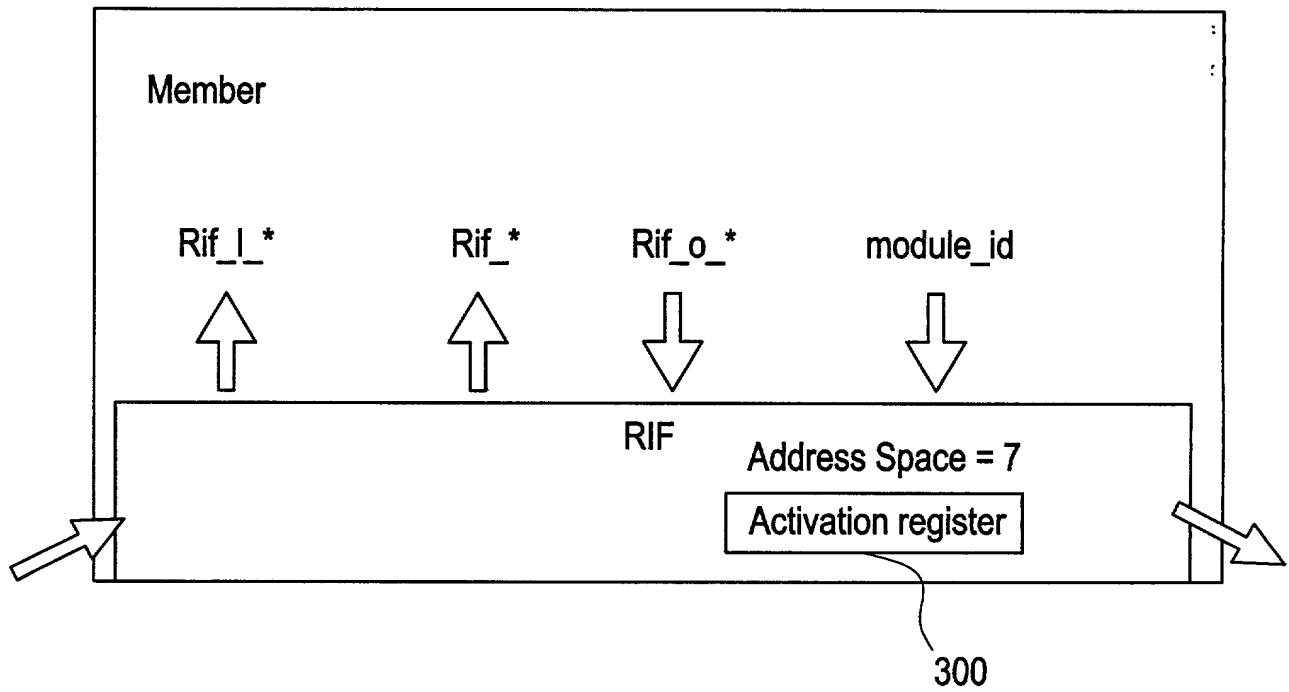 Member
Rif_I_* Rif_* Rif_o_* module_id
RIF
Address Space = 7
Activation register
300